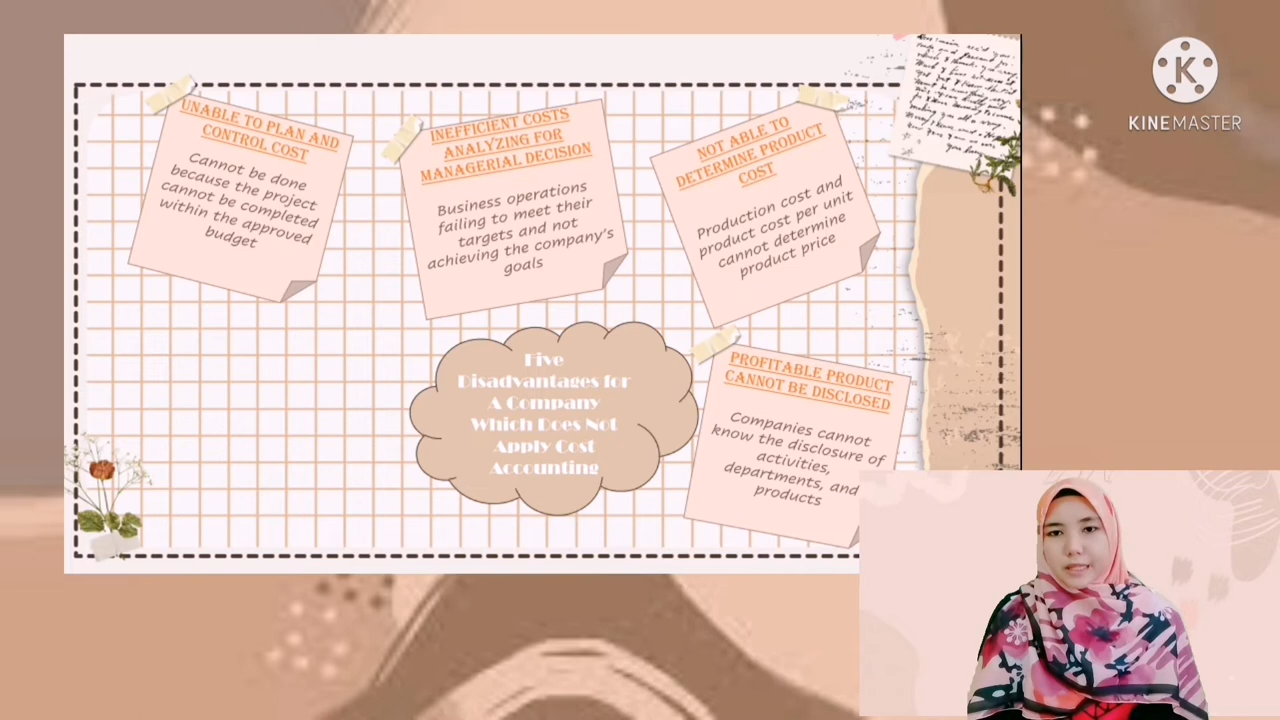 UNABLE TO PLAN AND
CONTROL COST
Cannot be done
because the project
cannot be completed
within the approved
budget
INEFFICIENT COSTS
ANALYZING FOR
MANAGERIAL DECISION
Business operations
failing to meet their
targets and not
achieving the company's
goals
NOT ABLE TO
DETERMINE PRODUCT
COST
Production cost and
product cost per unit
cannot determine
product price
Five
Disadvantages for
A Company
Which Does Not
Apply Cost
Accounting
PROFITABLE PRODUCT
CANNOT BE DISCLOSED
Companies cannot
know the disclosure of
activities,
departments, and
products
K
KINEMASTER